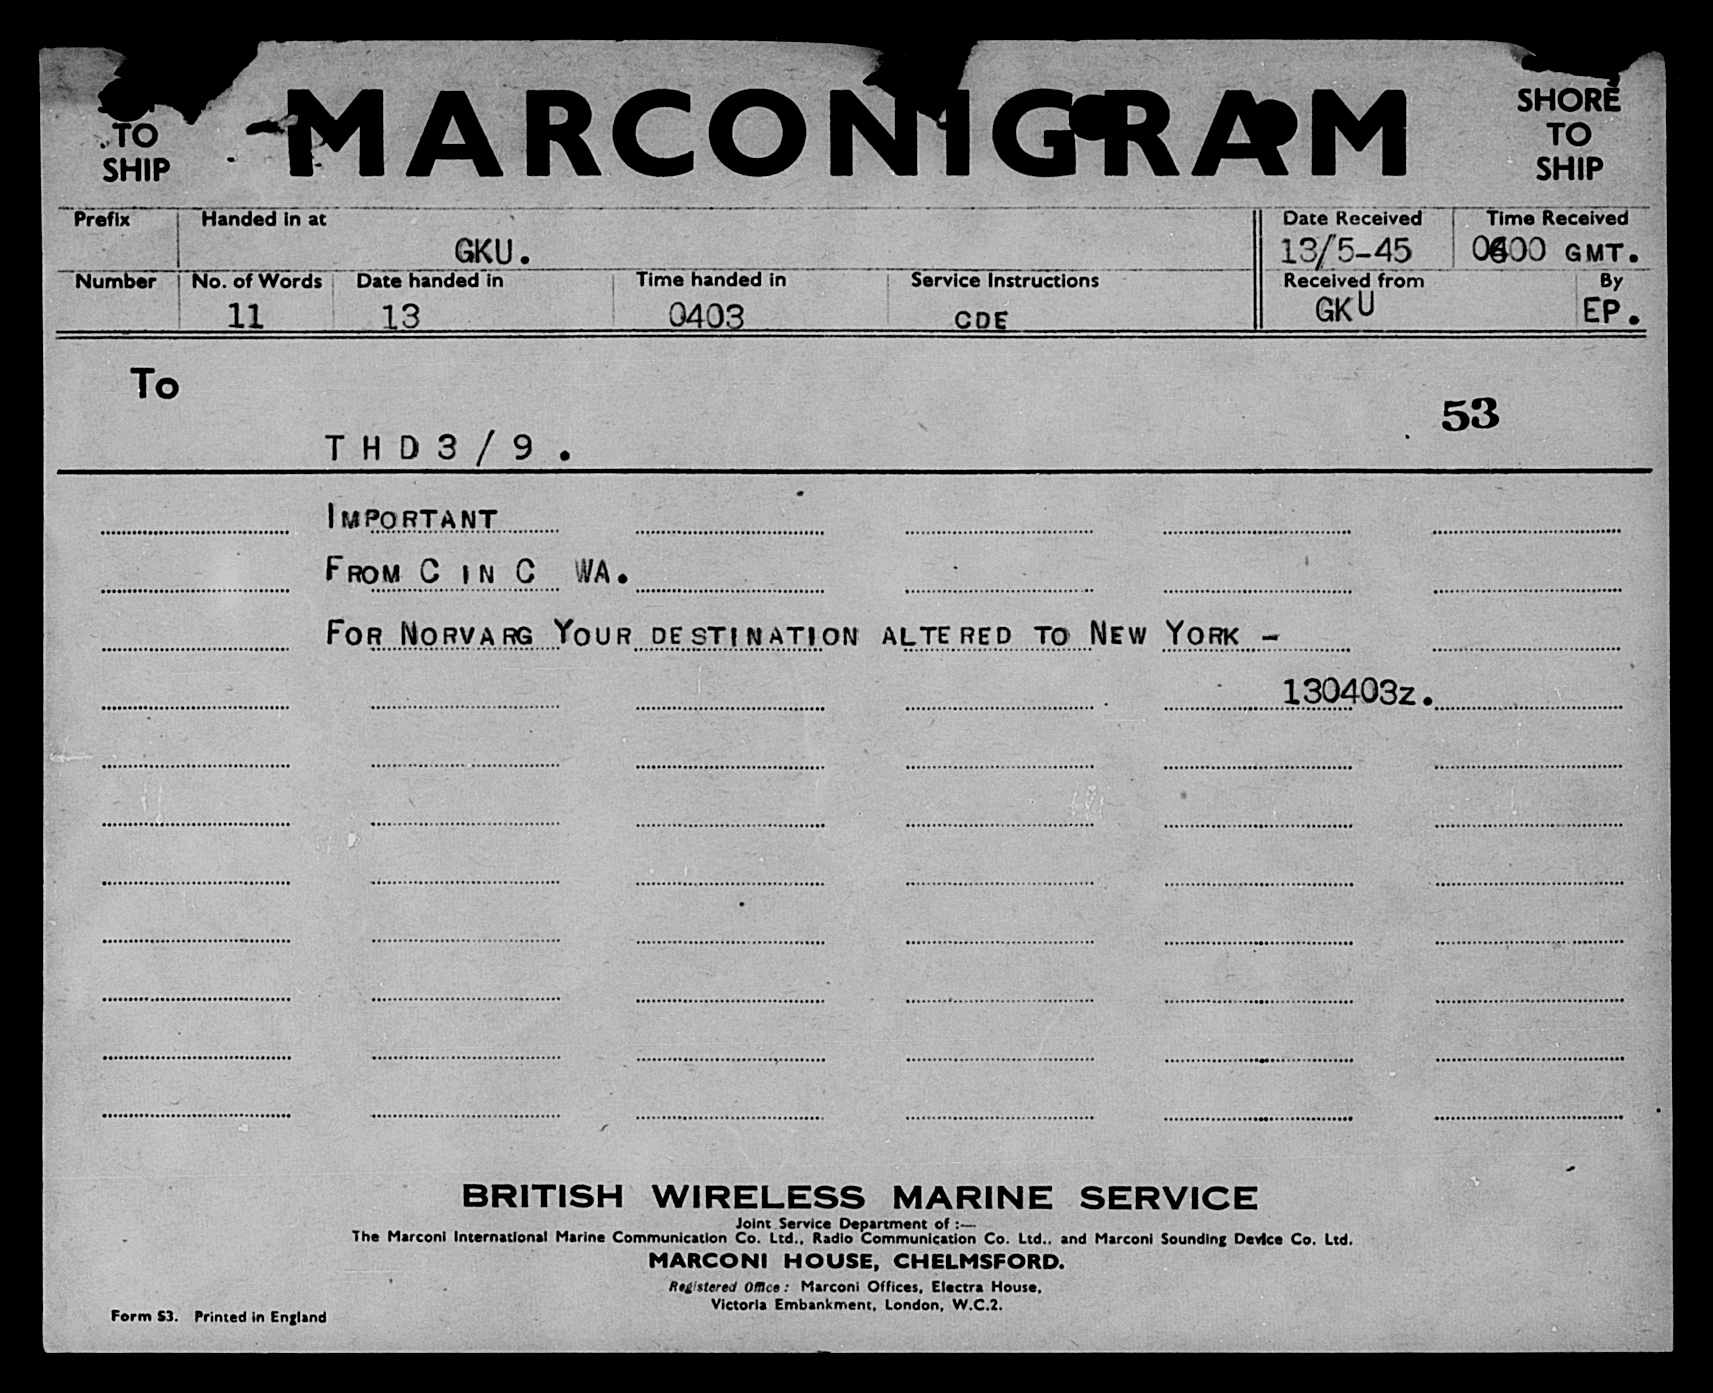 TO
SHIP
MARCONIGRAM
SHORE
TO
SHIP
Prefix Handed in at Date Received Time Received
GKU. 13/5-45 GMT.
Number No. of Words Date handed in Time handed in Service Instructions Received from By
11 13 0403 CDE GKU EP.
To
53
THD3/9.
IMPORTANT
FROM C IN C WA.
FOR NORVARG YOUR DESTINATION ALTERED TO NEW YORK -
130403z.
BRITISH WIRELESS MARINE SERVICE
Joint Service Department of :—
The Marconi International Marine Communication Co. Ltd., Radio Communication Co. Ltd., and Marconi Sounding Device Co. Ltd.
MARCONI HOUSE, CHELMSFORD.
Registered Office: Marconi Offices, Electra House,
Victoria Embankment, London, W.C.2.
Form S3. Printed in England